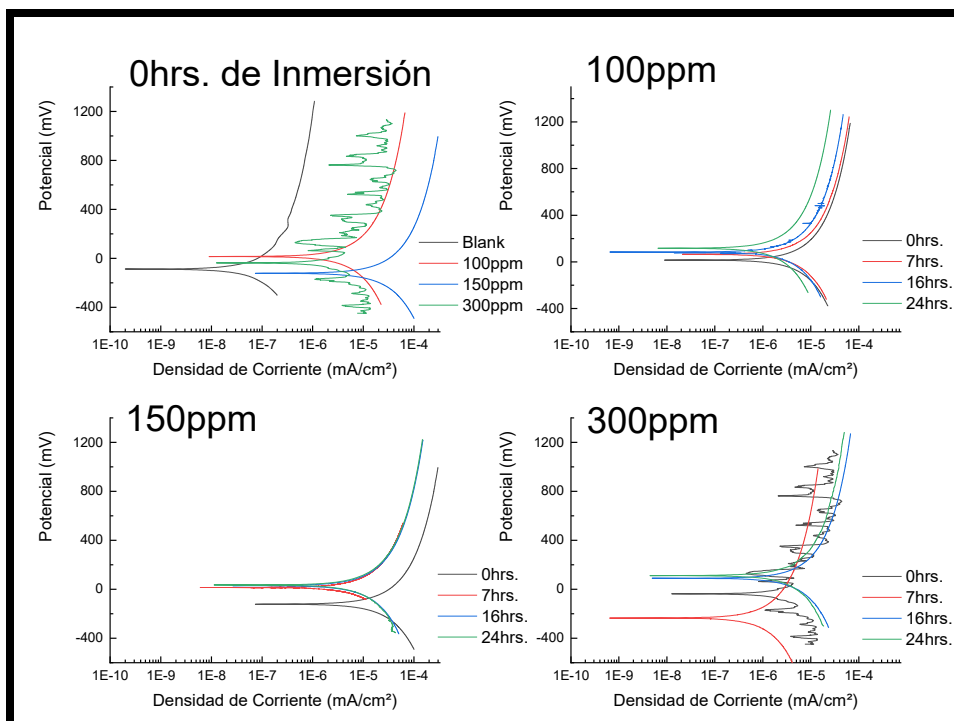 0hrs. de Inmersión
Potencial (mV)
1200
800
400
0
-400
Blank
100ppm
150ppm
300ppm
1E-10 1E-9 1E-8 1E-7 1E-6 1E-5 1E-4
Densidad de Corriente (mA/cm²)
100ppm
Potencial (mV)
1200
800
400
0
-400
0hrs.
7hrs.
16hrs.
24hrs.
1E-10 1E-9 1E-8 1E-7 1E-6 1E-5 1E-4
Densidad de Corriente (mA/cm²)
150ppm
Potencial (mV)
1200
800
400
0
-400
0hrs.
7hrs.
16hrs.
24hrs.
1E-10 1E-9 1E-8 1E-7 1E-6 1E-5 1E-4
Densidad de Corriente (mA/cm²)
300ppm
Potencial (mV)
1200
800
400
0
-400
0hrs.
7hrs.
16hrs.
24hrs.
1E-10 1E-9 1E-8 1E-7 1E-6 1E-5 1E-4
Densidad de Corriente (mA/cm²)